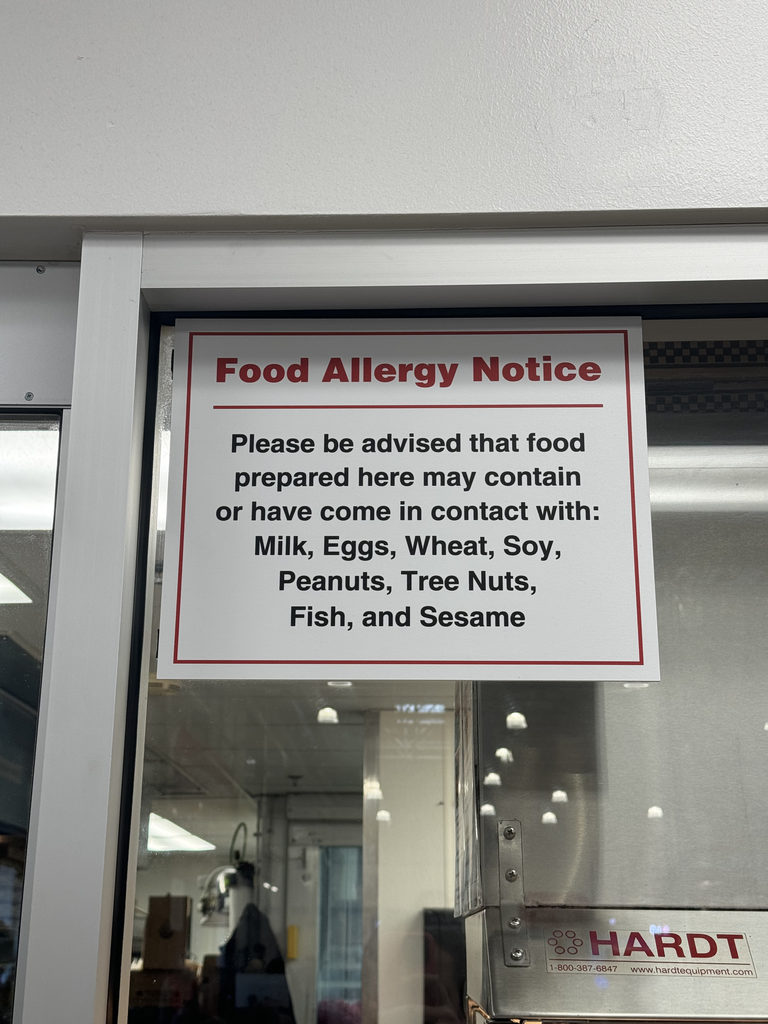 Food Allergy Notice
Please be advised that food
prepared here may contain
or have come in contact with:
Milk, Eggs, Wheat, Soy,
Peanuts, Tree Nuts,
Fish, and Sesame
HARDT
1-800-387-6847 www.hardtequipment.com